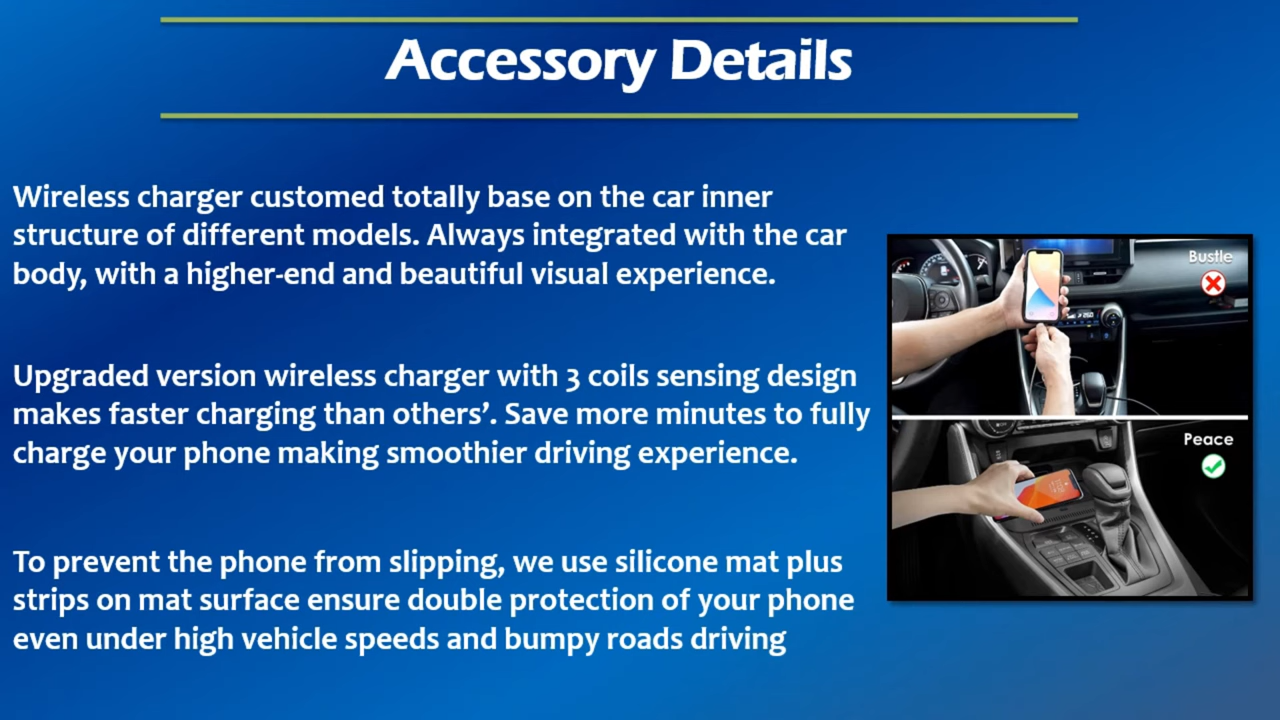 Accessory Details
Wireless charger customed totally base on the car inner
structure of different models. Always integrated with the car
body, with a higher-end and beautiful visual experience.
Upgraded version wireless charger with 3 coils sensing design
makes faster charging than others’. Save more minutes to fully
charge your phone making smoothier driving experience.
To prevent the phone from slipping, we use silicone mat plus
strips on mat surface ensure double protection of your phone
even under high vehicle speeds and bumpy roads driving
Bustle
Peace